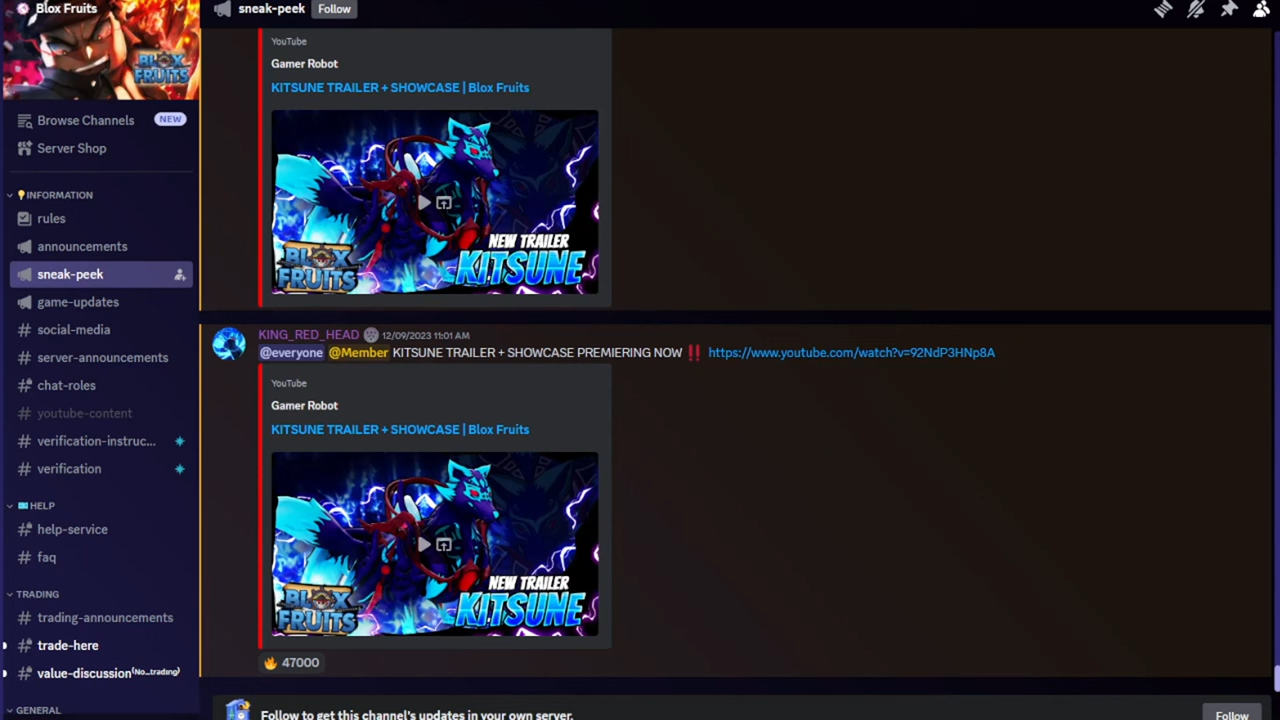 Blox Fruits
BLOX
FRUITS
Browse Channels NEW
Server Shop
INFORMATION
rules
announcements
sneak-peek
game-updates
social-media
server-announcements
chat-roles
youtube-content
verification-instruc...
verification
HELP
help-service
faq
TRADING
trading-announcements
trade-here
value-discussion(No_trading)
GENERAL
sneak-peek Follow
YouTube
Gamer Robot
KITSUNE TRAILER + SHOWCASE | Blox Fruits
NEW TRAILER
KITSUNE
BLOX
FRUITS
KING_RED_HEAD 12/09/2023 11:01 AM
@everyone @Member KITSUNE TRAILER + SHOWCASE PREMIERING NOW ‼️ https://www.youtube.com/watch?v=92NdP3HNp8A
YouTube
Gamer Robot
KITSUNE TRAILER + SHOWCASE | Blox Fruits
NEW TRAILER
KITSUNE
BLOX
FRUITS
🔥 47000
Follow to get this channel's updates in your own server. Follow